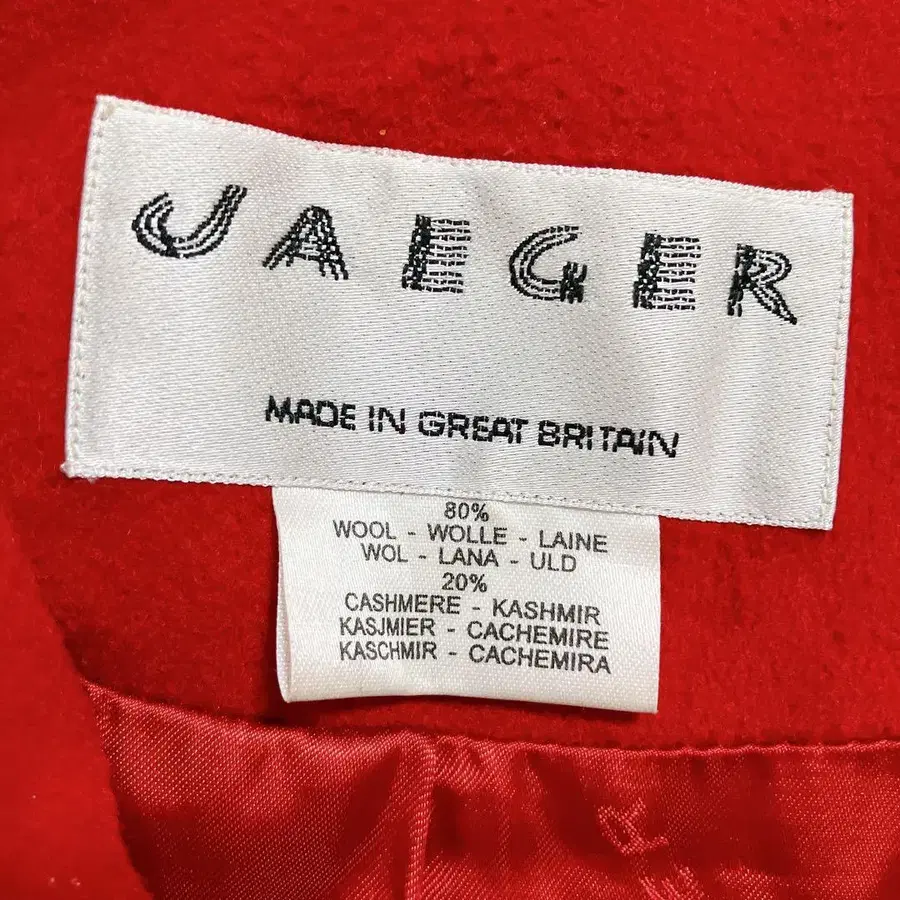 JAEGER
MADE IN GREAT BRITAIN
80%
WOOL - WOLLE - LAINE
WOL - LANA - ULD
20%
CASHMERE - KASHMIR
KASJMIER - CACHEMIRE
KASCHMIR - CACHEMIRA